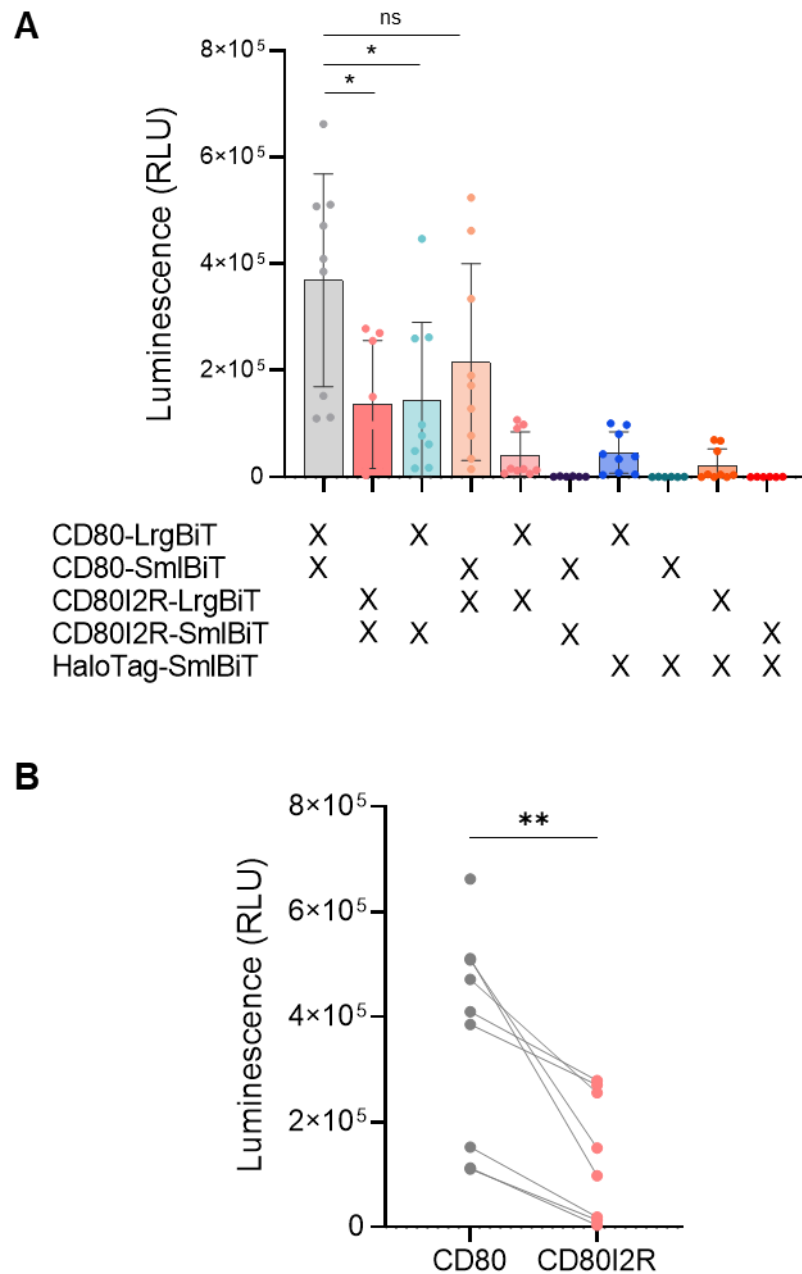 A
ns
*
*
8×10⁵
6×10⁵
4×10⁵
2×10⁵
0
Luminescence (RLU)
CD80-LrgBiT X X X X
CD80-SmlBiT X X X X
CD80I2R-LrgBiT X X X X
CD80I2R-SmlBiT X X X X
HaloTag-SmlBiT X X X X
B
**
8×10⁵
6×10⁵
4×10⁵
2×10⁵
0
Luminescence (RLU)
CD80 CD80I2R